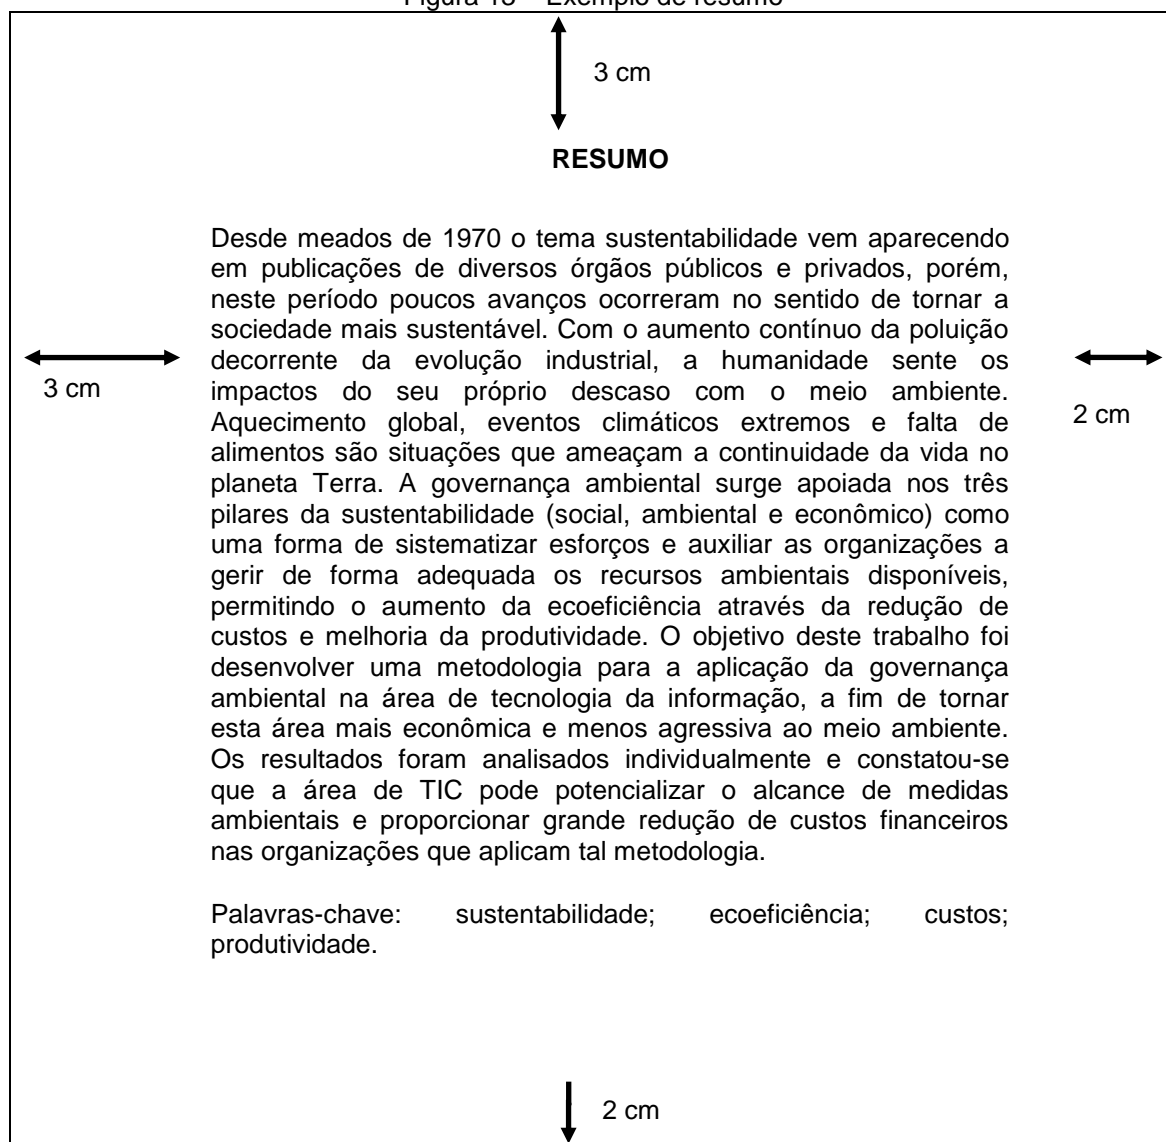 Exemplo de resumo
3 cm
RESUMO
Desde meados de 1970 o tema sustentabilidade vem aparecendo
em publicações de diversos órgãos públicos e privados, porém,
neste período poucos avanços ocorreram no sentido de tornar a
sociedade mais sustentável. Com o aumento contínuo da poluição
decorrente da evolução industrial, a humanidade sente os
impactos do seu próprio descaso com o meio ambiente.
Aquecimento global, eventos climáticos extremos e falta de
alimentos são situações que ameaçam a continuidade da vida no
planeta Terra. A governança ambiental surge apoiada nos três
pilares da sustentabilidade (social, ambiental e econômico) como
uma forma de sistematizar esforços e auxiliar as organizações a
gerir de forma adequada os recursos ambientais disponíveis,
permitindo o aumento da ecoeficiência através da redução de
custos e melhoria da produtividade. O objetivo deste trabalho foi
desenvolver uma metodologia para a aplicação da governança
ambiental na área de tecnologia da informação, a fim de tornar
esta área mais econômica e menos agressiva ao meio ambiente.
Os resultados foram analisados individualmente e constatou-se
que a área de TIC pode potencializar o alcance de medidas
ambientais e proporcionar grande redução de custos financeiros
nas organizações que aplicam tal metodologia.
3 cm
2 cm
Palavras-chave: sustentabilidade; ecoeficiência; custos;
produtividade.
2 cm